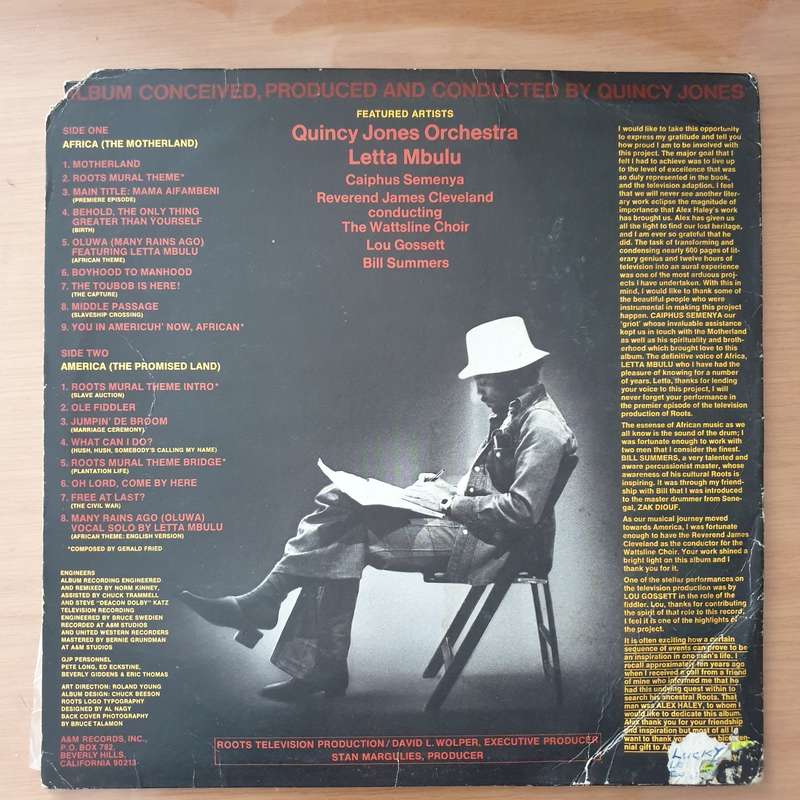 ALBUM CONCEIVED, PRODUCED AND CONDUCTED BY QUINCY JONES
SIDE ONE
AFRICA (THE MOTHERLAND)
1. MOTHERLAND
2. ROOTS MURAL THEME*
3. MAIN TITLE: MAMA AIFAMBENI
(PREMIERE EPISODE)
4. BEHOLD, THE ONLY THING
GREATER THAN YOURSELF
(BIRTH)
5. OLUWA (MANY RAINS AGO)
FEATURING LETTA MBULU
(AFRICAN THEME)
6. BOYHOOD TO MANHOOD
7. THE TOUBOB IS HERE!
(THE CAPTURE)
8. MIDDLE PASSAGE
(SLAVESHIP CROSSING)
9. YOU IN AMERICUH' NOW, AFRICAN*
SIDE TWO
AMERICA (THE PROMISED LAND)
1. ROOTS MURAL THEME INTRO*
(SLAVE AUCTION)
2. OLE FIDDLER
3. JUMPIN' DE BROOM
(MARRIAGE CEREMONY)
4. WHAT CAN I DO?
(HUSH, HUSH, SOMEBODY'S CALLING MY NAME)
5. ROOTS MURAL THEME BRIDGE*
(PLANTATION LIFE)
6. OH LORD, COME BY HERE
7. FREE AT LAST?
(THE CIVIL WAR)
8. MANY RAINS AGO (OLUWA)
VOCAL SOLO BY LETTA MBULU
(AFRICAN THEME: ENGLISH VERSION)
*COMPOSED BY GERALD FRIED
ENGINEERS
ALBUM RECORDING ENGINEERED
AND REMIXED BY NORM KINNEY,
ASSISTED BY CHUCK TRAMMELL
AND STEVE "DEACON DOLBY" KATZ
TELEVISION RECORDING
ENGINEERED BY BRUCE SWEDIEN
RECORDED AT A&M STUDIOS
AND UNITED WESTERN RECORDERS
MASTERED BY BERNIE GRUNDMAN
AT A&M STUDIOS
QJP PERSONNEL
PETE LONG, ED ECKSTINE,
BEVERLY GIDDENS & ERIC THOMAS
ART DIRECTION: ROLAND YOUNG
ALBUM DESIGN: CHUCK BEESON
ROOTS LOGO TYPOGRAPHY
DESIGNED BY AL NAGY
BACK COVER PHOTOGRAPHY
BY BRUCE TALAMON
A&M RECORDS, INC.,
P.O. BOX 782,
BEVERLY HILLS,
CALIFORNIA 90213
FEATURED ARTISTS
Quincy Jones Orchestra
Letta Mbulu
Caiphus Semenya
Reverend James Cleveland
conducting
The Wattsline Choir
Lou Gossett
Bill Summers
ROOTS TELEVISION PRODUCTION / DAVID L. WOLPER, EXECUTIVE PRODUCER
STAN MARGULIES, PRODUCER
I would like to take this opportunity
to express my gratitude and tell you
how proud I am to be involved with
this project. The major goal that I
felt I had to achieve was to live up
to the level of excellence that was
so duly represented in the book,
and the television adaption. I feel
that we will never see another liter-
ary work eclipse the magnitude of
importance that Alex Haley's work
has brought us. Alex has given us
all the light to find our lost heritage,
and I am ever so grateful that he
did. The task of transforming and
condensing nearly 600 pages of lit-
erary genius and twelve hours of
television into an aural experience
was one of the most arduous proj-
ects I have undertaken. With this in
mind, I would like to thank some of
the beautiful people who were
instrumental in making this project
happen. CAIPHUS SEMENYA our
'griot' whose invaluable assistance
kept us in touch with the Motherland
as well as its spirituality and broth-
erhood which brought love to this
album. The definitive voice of Africa,
LETTA MBULU who I have had the
pleasure of knowing for a number
of years. Letta, thanks for lending
your voice to this project, I will
never forget your performance in
the premier episode of the television
production of Roots.
The essense of African music as we
all know is the sound of the drum; I
was fortunate enough to work with
two men that I consider the finest.
BILL SUMMERS, a very talented and
aware percussionist master, whose
awareness of his cultural Roots is
inspiring. It was through my friend-
ship with Bill that I was introduced
to the master drummer from Sene-
gal, ZAK DIOUF.
As our musical journey moved
towards America, I was fortunate
enough to have the Reverend James
Cleveland as the conductor for the
Wattsline Choir. Your work shined a
bright light on this album and I
thank you for it.
One of the stellar performances on
the television production was by
LOU GOSSETT in the role of the
fiddler. Lou, thanks for contributing
the spirit of that role to this record,
I feel it is one of the highlights of
the project.
It is often exciting how a certain
sequence of events can prove to be
an inspiration in one man's life. I
recall approximately ten years ago
when I received a call from a friend
of mine who informed me that he
had this undying quest within to
search his ancestral Roots. That
man was ALEX HALEY, to whom I
would like to dedicate this album.
Alex thank you for your friendship
and inspiration but most of all I
want to thank you bicen-
nial gift to
LUCKY